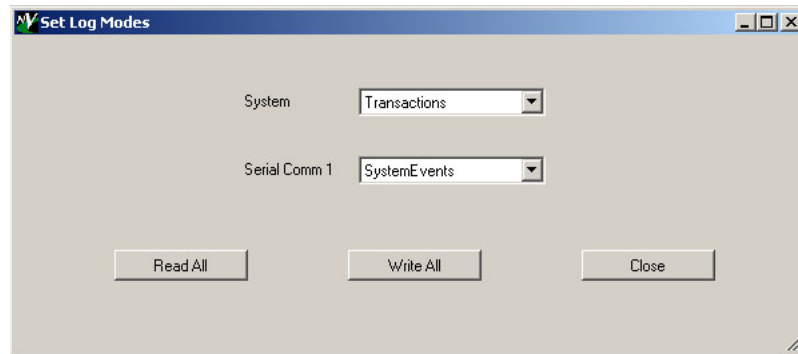 Set Log Modes
System Transactions
Serial Comm 1 SystemEvents
Read All Write All Close